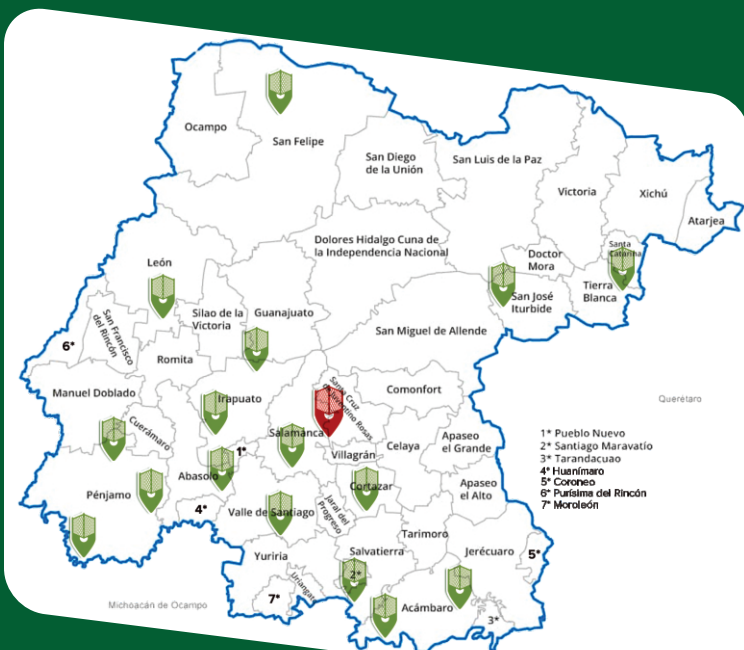 Ocampo
San Felipe
San Diego
de la Unión
San Luis de la Paz
Victoria
Xichú
Atarjea
Santa
Catarina
Dolores Hidalgo Cuna de
la Independencia Nacional
Doctor
Mora
León
Tierra
Blanca
San José
Iturbide
Silao de la
Victoria
Guanajuato
San Francisco
del Rincón
San Miguel de Allende
6*
Romita
Manuel Doblado
Irapuato
Santa Cruz
de Juventino Rosas
Comonfort
Querétaro
Cuerámaro
Salamanca
1*
Villagrán
Celaya
Apaseo
el Grande
1* Pueblo Nuevo
2* Santiago Maravatío
3* Tarandacuao
4* Huanímaro
5* Coroneo
6* Purísima del Rincón
7* Moroleón
Abasolo
Pénjamo
Cortazar
Apaseo
el Alto
4*
Valle de Santiago
Jaral del
Progreso
Tarimoro
Yuriria
Salvatierra
Jerécuaro
5*
2*
Uriangato
7*
Michoacán de Ocampo
Acámbaro
3*